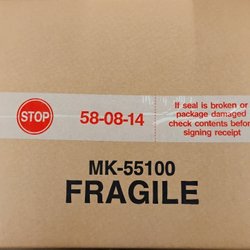 STOP
58-08-14
If seal is broken or
package damaged
check contents before
signing receipt
MK-55100
FRAGILE